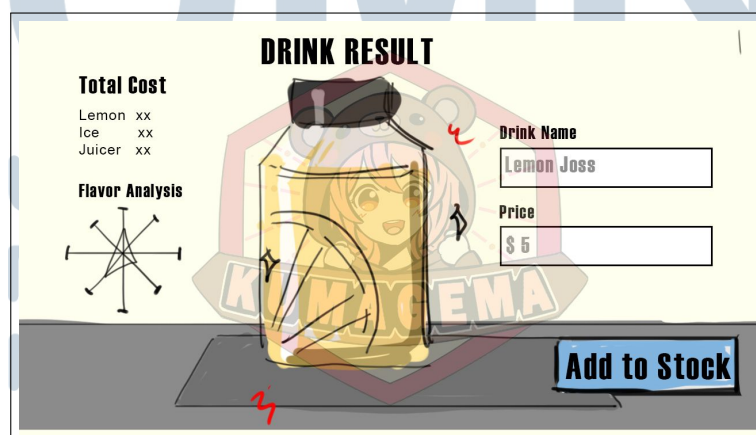 DRINK RESULT
Total Cost
Lemon xx
Ice xx
Juicer xx
Flavor Analysis
Drink Name
Lemon Joss
Price
$ 5
KUMAGEMA
Add to Stock